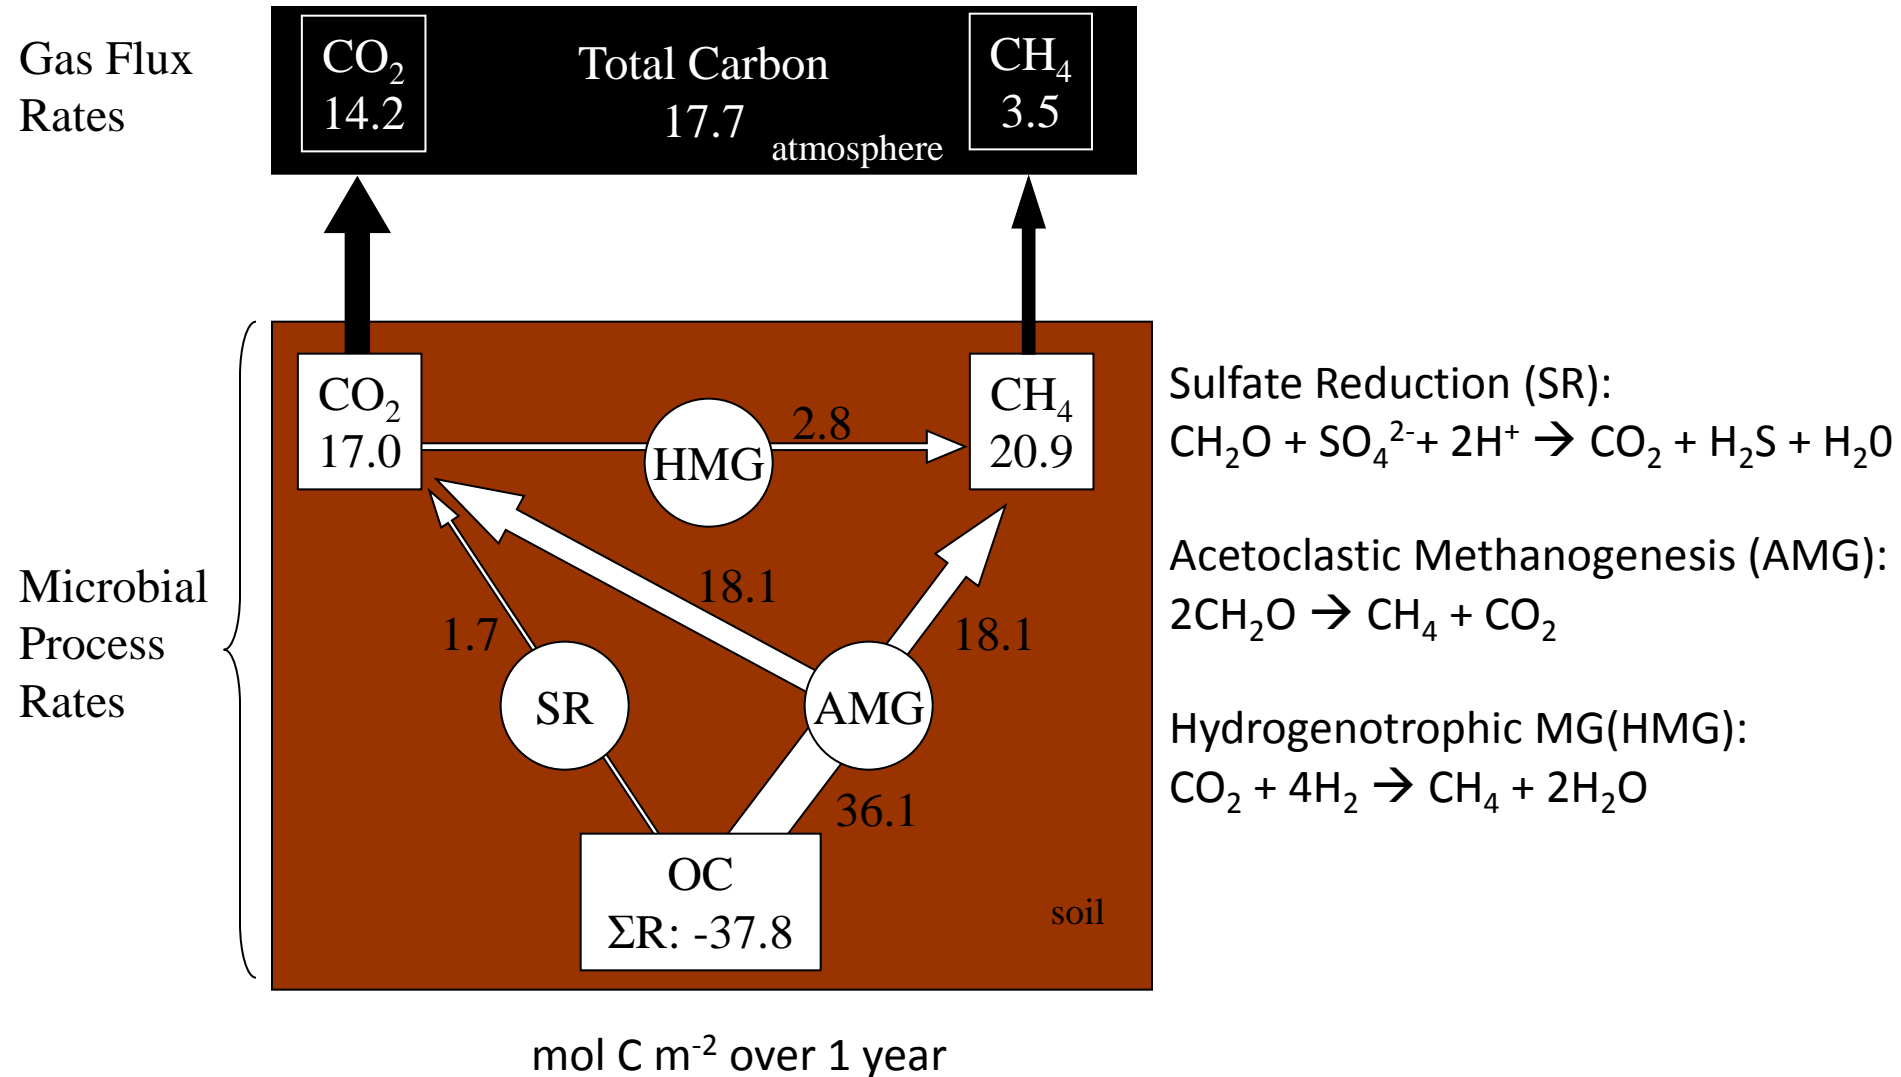 Gas Flux
Rates
CO₂
14.2
Total Carbon
17.7
atmosphere
CH₄
3.5
Microbial
Process
Rates
CO₂
17.0
HMG
2.8
CH₄
20.9
1.7
18.1
18.1
SR
AMG
36.1
OC
ΣR: -37.8
soil
Sulfate Reduction (SR):
CH₂O + SO₄²⁻+ 2H⁺ → CO₂ + H₂S + H₂0
Acetoclastic Methanogenesis (AMG):
2CH₂O → CH₄ + CO₂
Hydrogenotrophic MG(HMG):
CO₂ + 4H₂ → CH₄ + 2H₂O
mol C m⁻² over 1 year